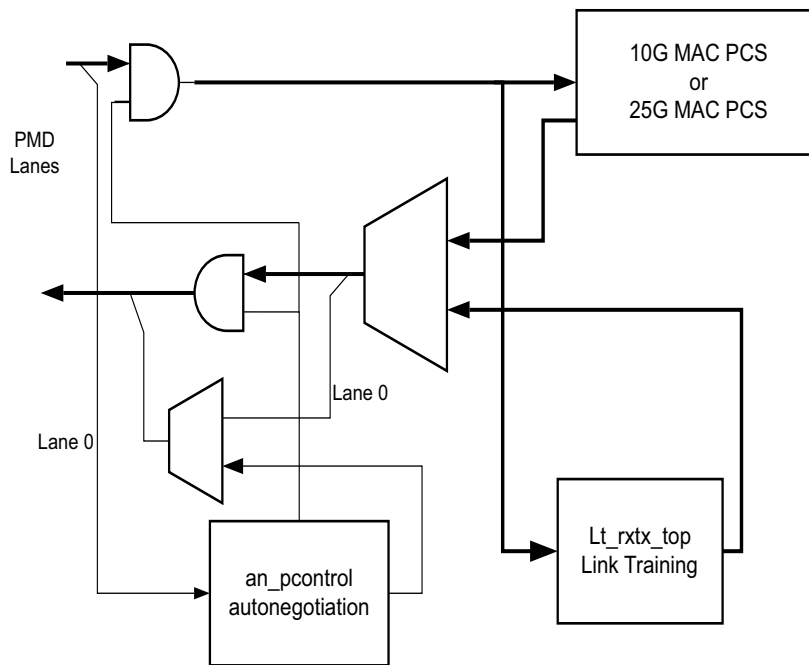 10G MAC PCS
or
25G MAC PCS
PMD
Lanes
Lane 0
Lane 0
Lt_rxtx_top
Link Training
an_pcontrol
autonegotiation